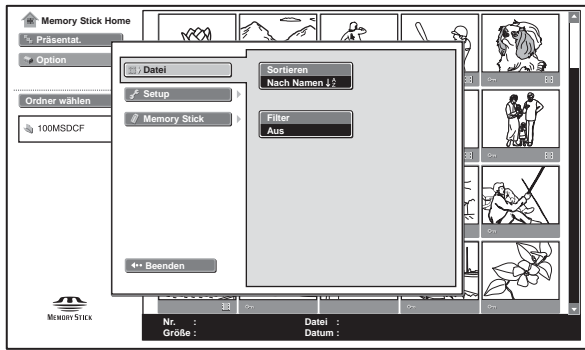 Memory Stick Home
Präsentat.
Option
Ordner wählen
100MSDCF
Datei
Setup
Memory Stick
Beenden
Sortieren
Nach Namen
Filter
Aus
MEMORY STICK
Nr. : Datei :
Größe : Datum :